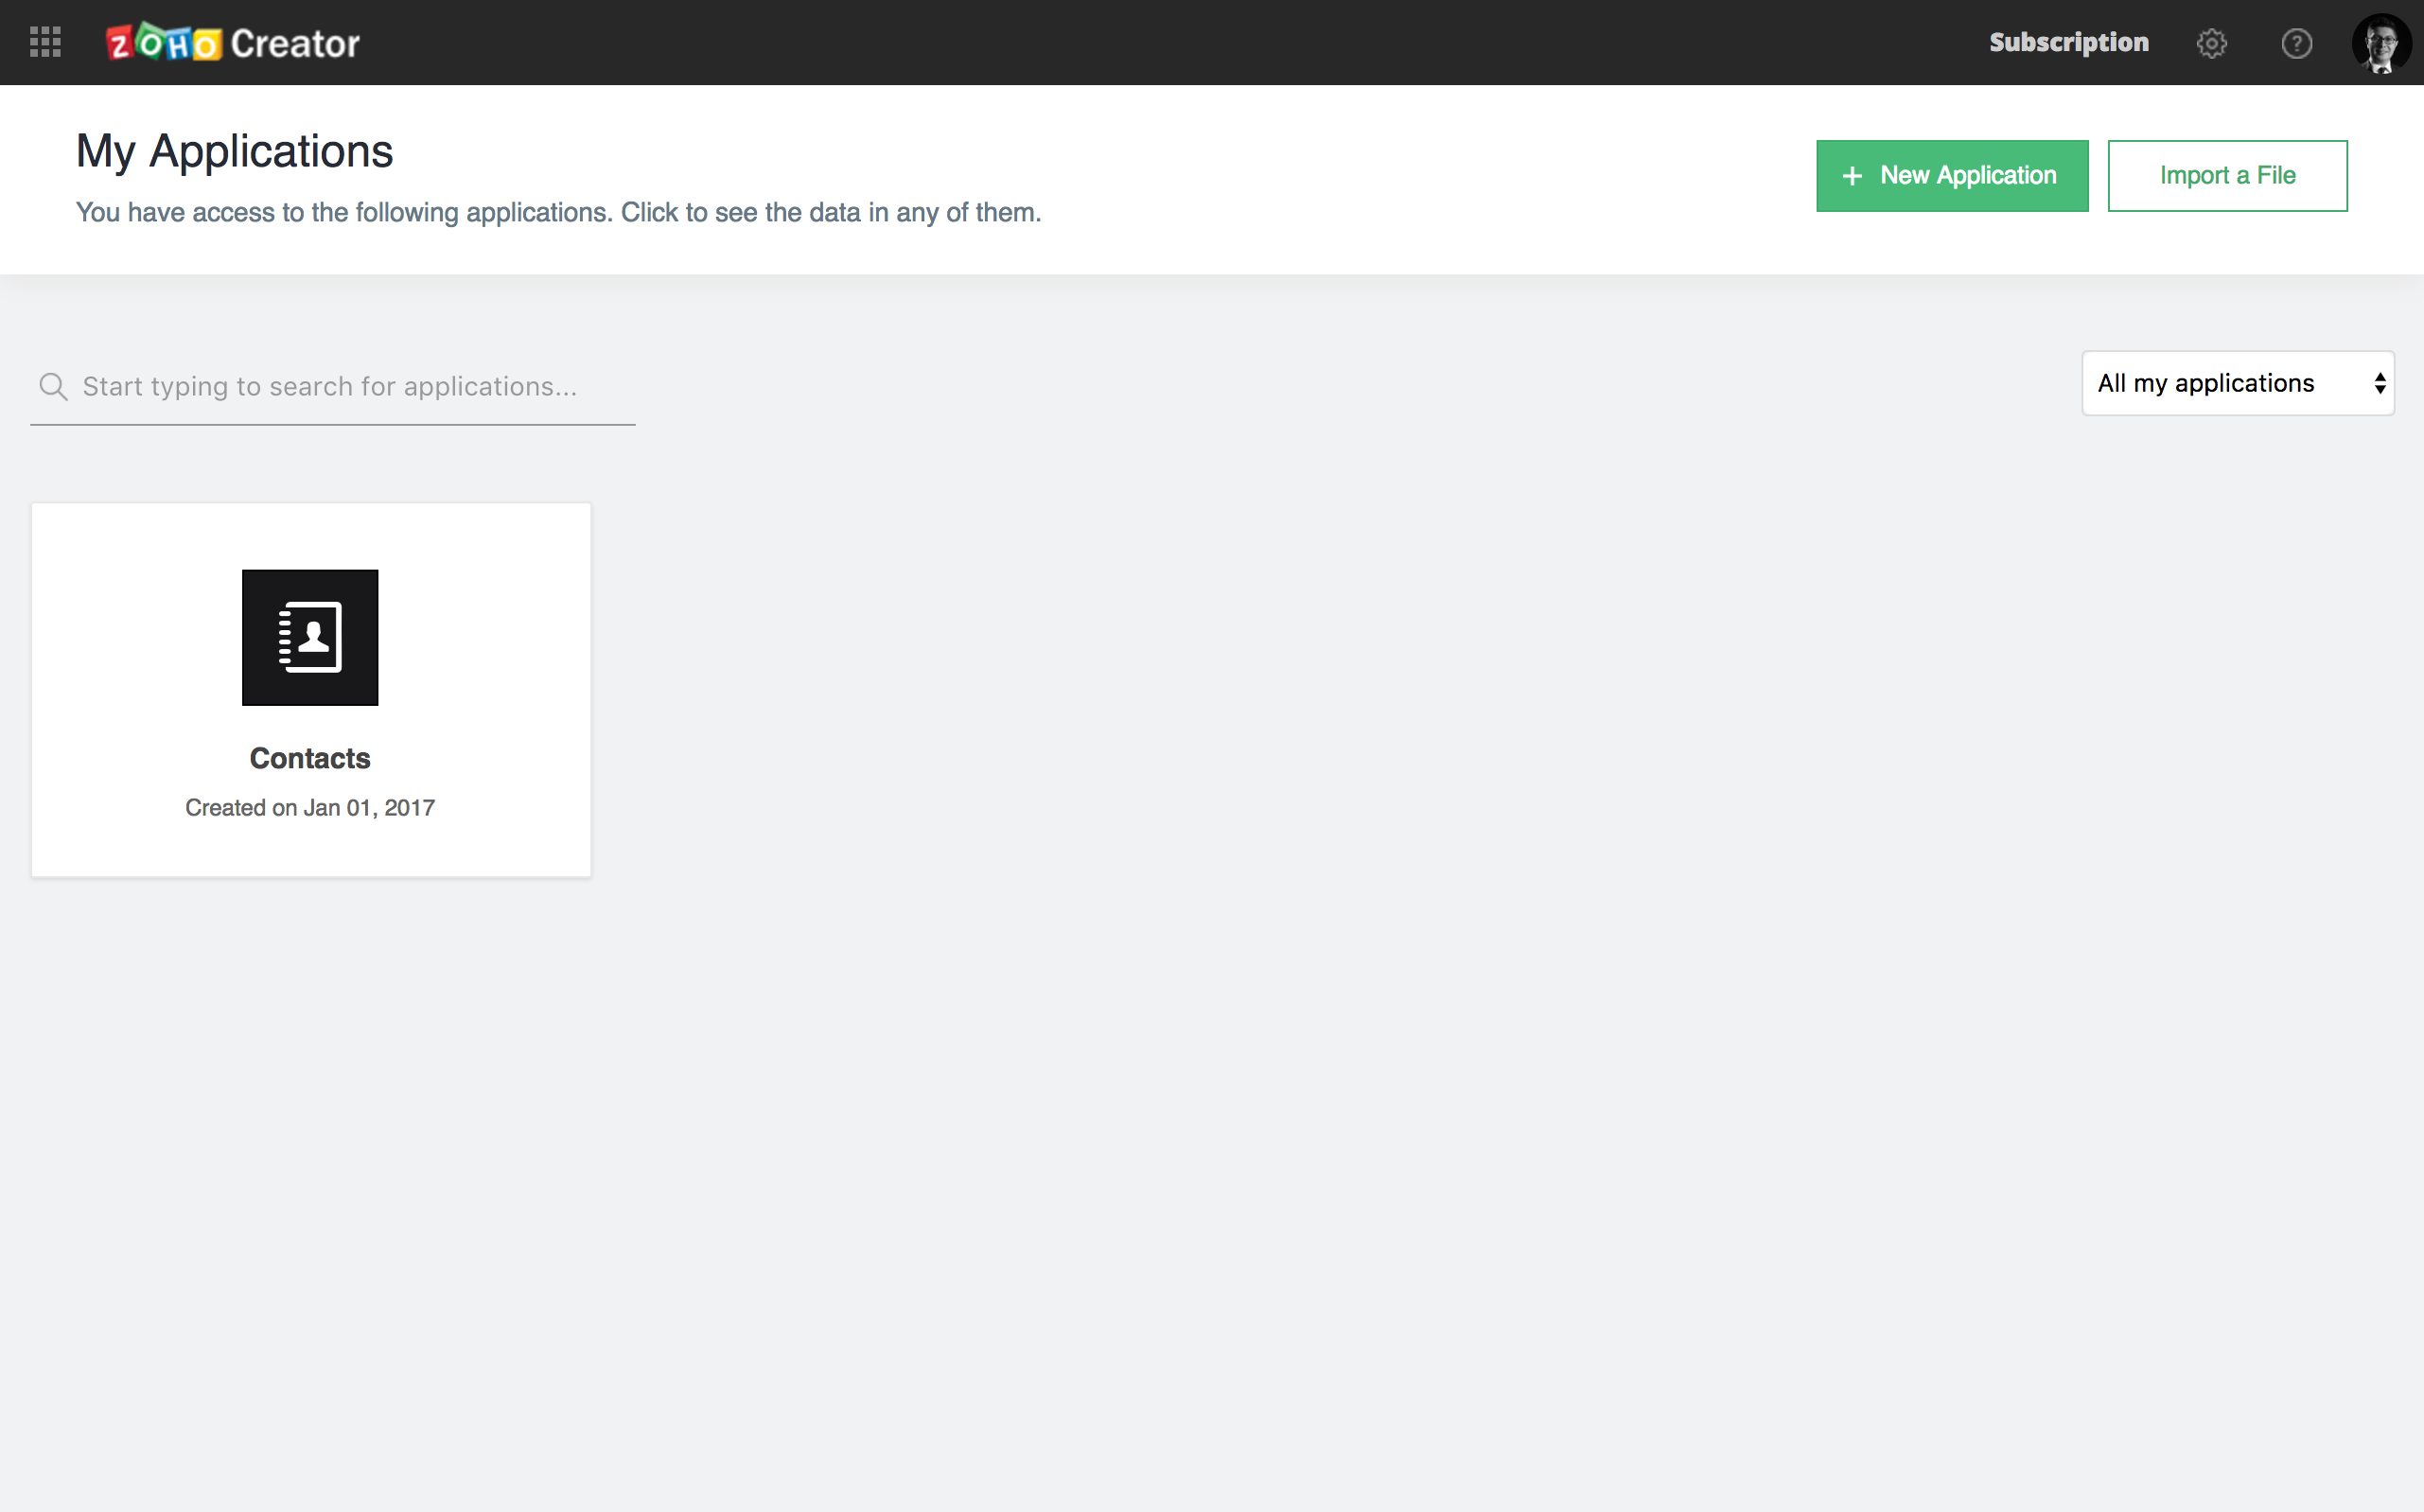 ZOHO Creator
Subscription
?
My Applications
You have access to the following applications. Click to see the data in any of them.
+ New Application
Import a File
Start typing to search for applications...
All my applications
Contacts
Created on Jan 01, 2017